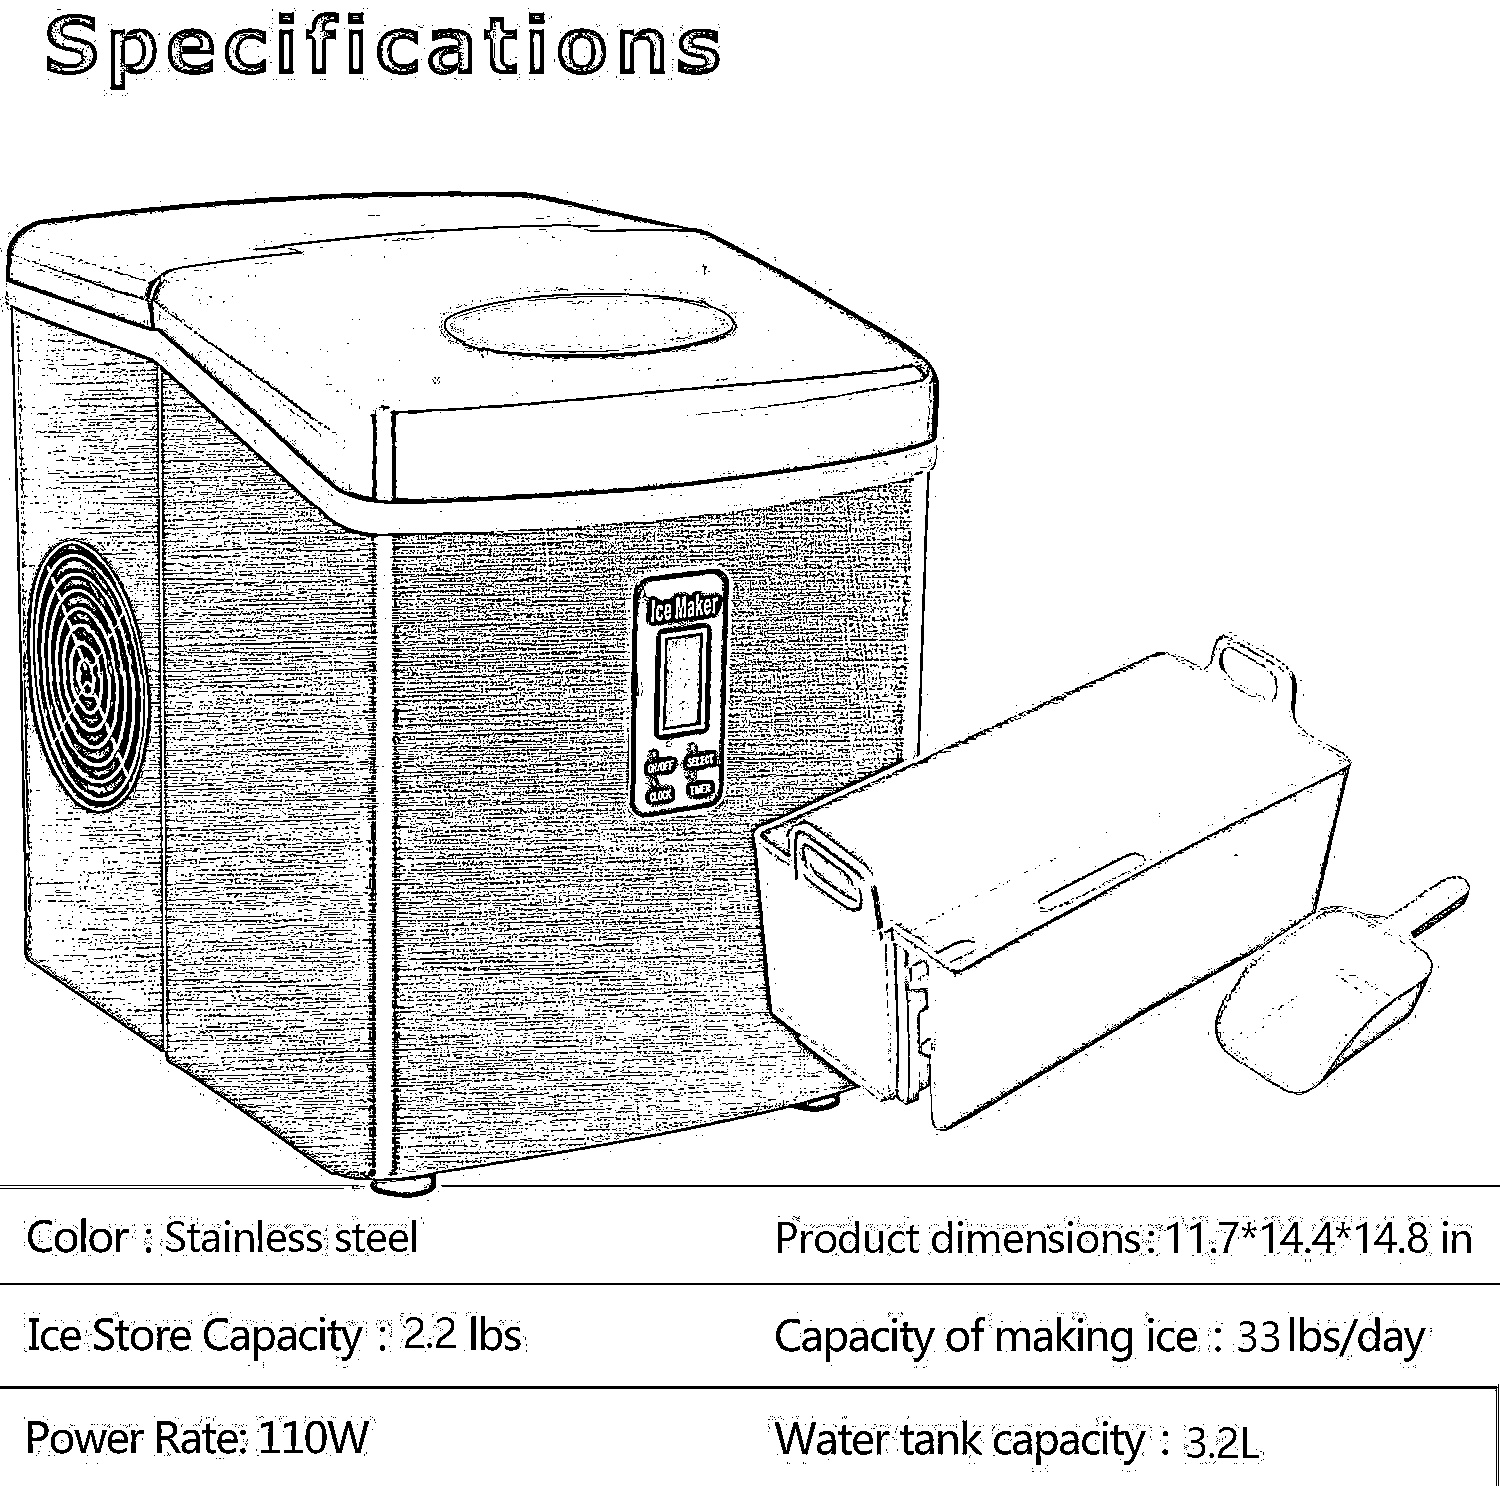 Specifications
Ice Maker
ON/OFF SELECT
CLOCK TIMER
Color : Stainless steel
Product dimensions: 11.7*14.4*14.8 in
Ice Store Capacity : 2.2 lbs
Capacity of making ice : 33 lbs/day
Power Rate: 110W
Water tank capacity : 3.2L